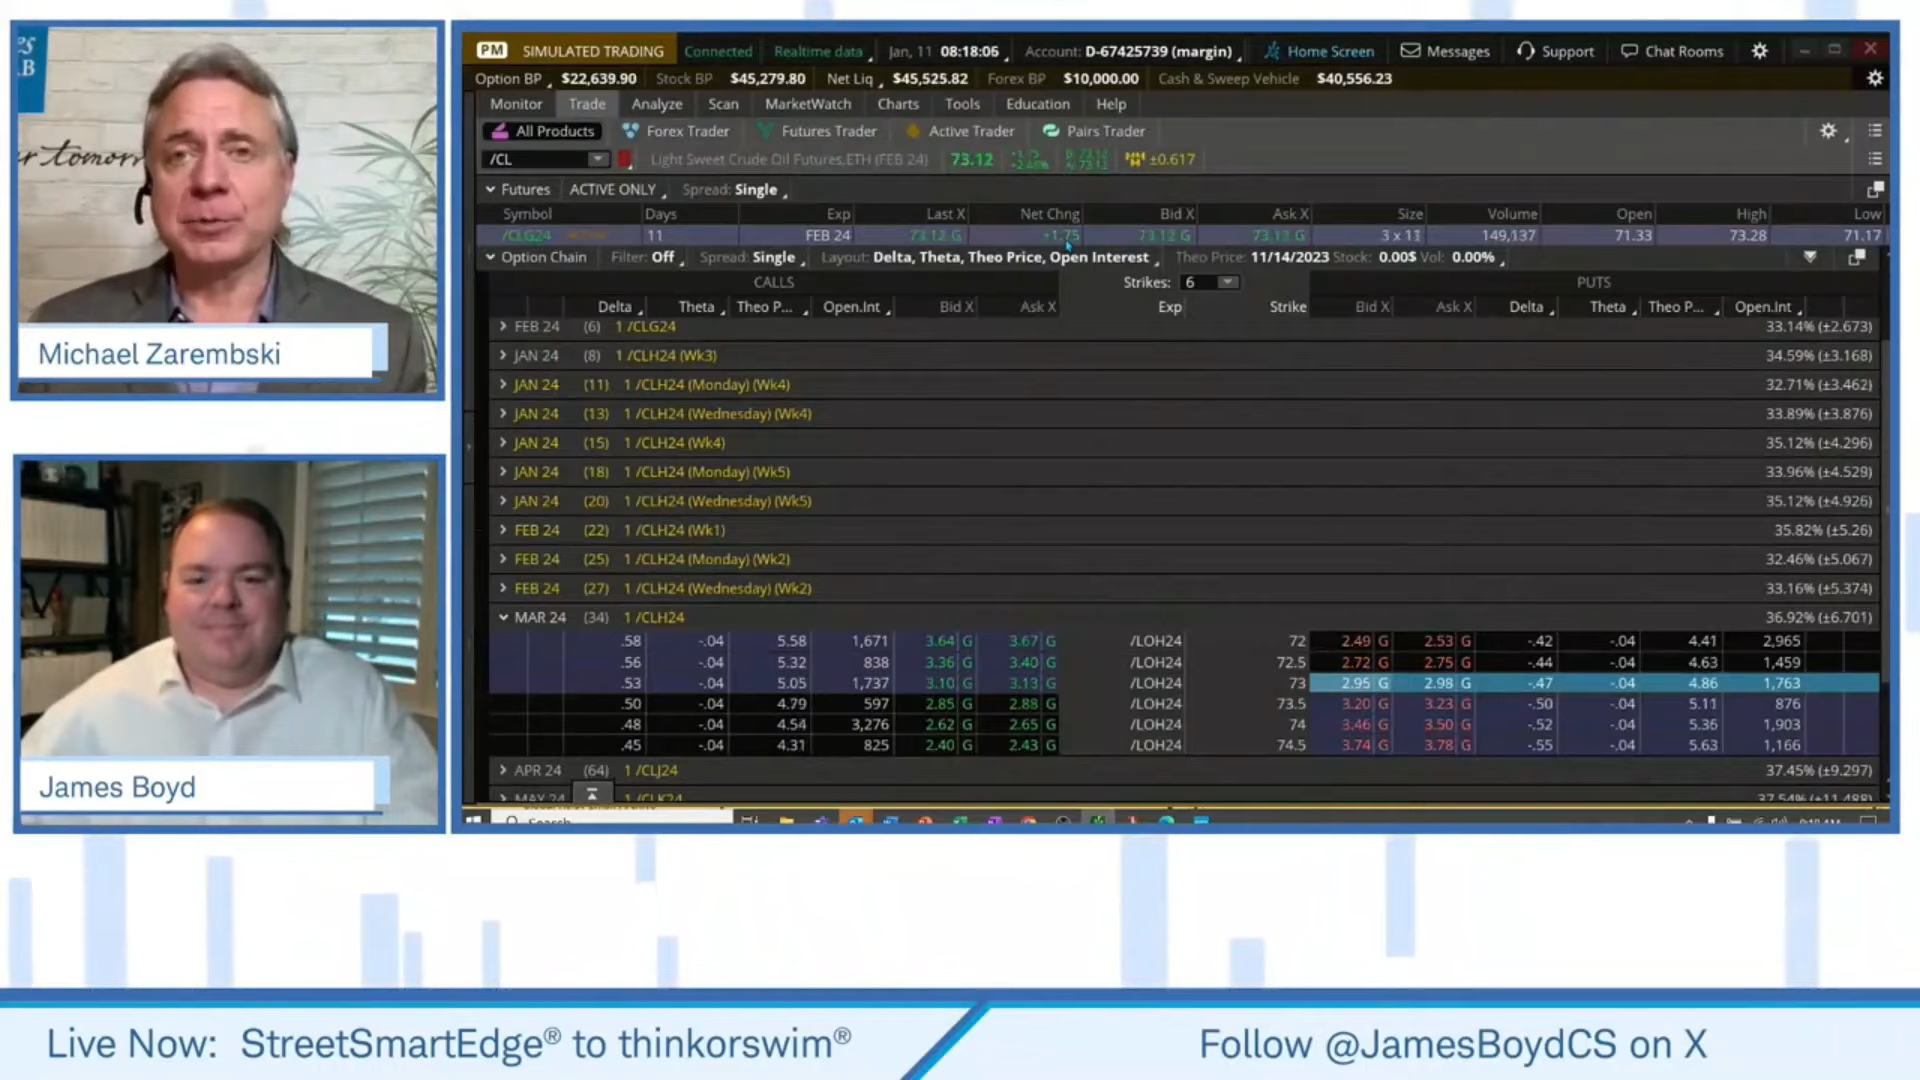 ES
AB
r tomorr
Michael Zarembski
James Boyd
PM SIMULATED TRADING Connected Realtime data Jan, 11 08:18:06 Account: D-67425739 (margin) Home Screen Messages Support Chat Rooms
Option BP $22,639.90 Stock BP $45,279.80 Net Liq $45,525.82 Forex BP $10,000.00 Cash & Sweep Vehicle $40,556.23
Monitor Trade Analyze Scan MarketWatch Charts Tools Education Help
All Products Forex Trader Futures Trader Active Trader Pairs Trader
/CL Light Sweet Crude Oil Futures,ETH (FEB 24) 73.12 ±0.617
Futures ACTIVE ONLY Spread: Single
Symbol Days Exp Last X Net Chng Bid X Ask X Size Volume Open High Low
/CLG24 11 FEB 24 73.12 G +1.75 73.12 G 73.13 G 3 x 11 149,137 71.33 73.28 71.17
Option Chain Filter: Off Spread: Single Layout: Delta, Theta, Theo Price, Open Interest Theo Price: 11/14/2023 Stock: 0.00$ Vol: 0.00%
CALLS Strikes: 6 PUTS
Delta Theta Theo P... Open.Int Bid X Ask X Exp Strike Bid X Ask X Delta Theta Theo P... Open.Int
FEB 24 (6) 1 /CLG24 33.14% (±2.673)
JAN 24 (8) 1 /CLH24 (Wk3) 34.59% (±3.168)
JAN 24 (11) 1 /CLH24 (Monday) (Wk4) 32.71% (±3.462)
JAN 24 (13) 1 /CLH24 (Wednesday) (Wk4) 33.89% (±3.876)
JAN 24 (15) 1 /CLH24 (Wk4) 35.12% (±4.296)
JAN 24 (18) 1 /CLH24 (Monday) (Wk5) 33.96% (±4.529)
JAN 24 (20) 1 /CLH24 (Wednesday) (Wk5) 35.12% (±4.926)
FEB 24 (22) 1 /CLH24 (Wk1) 35.82% (±5.26)
FEB 24 (25) 1 /CLH24 (Monday) (Wk2) 32.46% (±5.067)
FEB 24 (27) 1 /CLH24 (Wednesday) (Wk2) 33.16% (±5.374)
MAR 24 (34) 1 /CLH24 36.92% (±6.701)
.58 -.04 5.58 1,671 3.64 G 3.67 G /LOH24 72 2.49 G 2.53 G -.42 -.04 4.41 2,965
.56 -.04 5.32 838 3.36 G 3.40 G /LOH24 72.5 2.72 G 2.75 G -.44 -.04 4.63 1,459
.53 -.04 5.05 1,737 3.10 G 3.13 G /LOH24 73 2.95 G 2.98 G -.47 -.04 4.86 1,763
.50 -.04 4.79 597 2.85 G 2.88 G /LOH24 73.5 3.20 G 3.23 G -.50 -.04 5.11 876
.48 -.04 4.54 3,276 2.62 G 2.65 G /LOH24 74 3.46 G 3.50 G -.52 -.04 5.36 1,903
.45 -.04 4.31 825 2.40 G 2.43 G /LOH24 74.5 3.74 G 3.78 G -.55 -.04 5.63 1,166
APR 24 (64) 1 /CLJ24 37.45% (±9.297)
MAY 24 1 /CLK24 37.54% (±11.488)
Search
Live Now: StreetSmartEdge® to thinkorswim®
Follow @JamesBoydCS on X